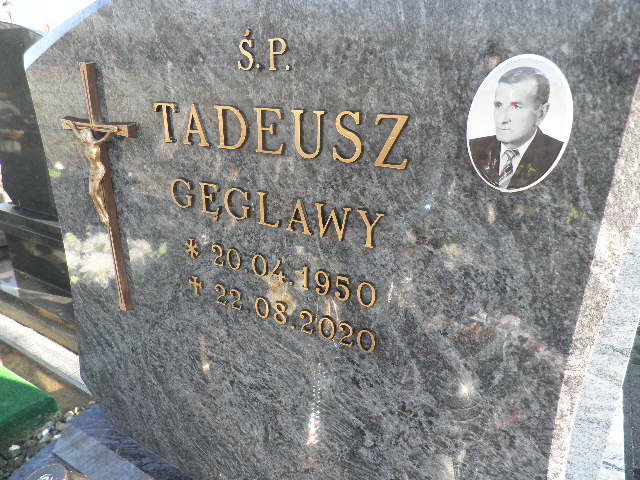 Ś.P.
TADEUSZ
GĘGLAWY
* 20.04.1950
✝ 22.08.2020